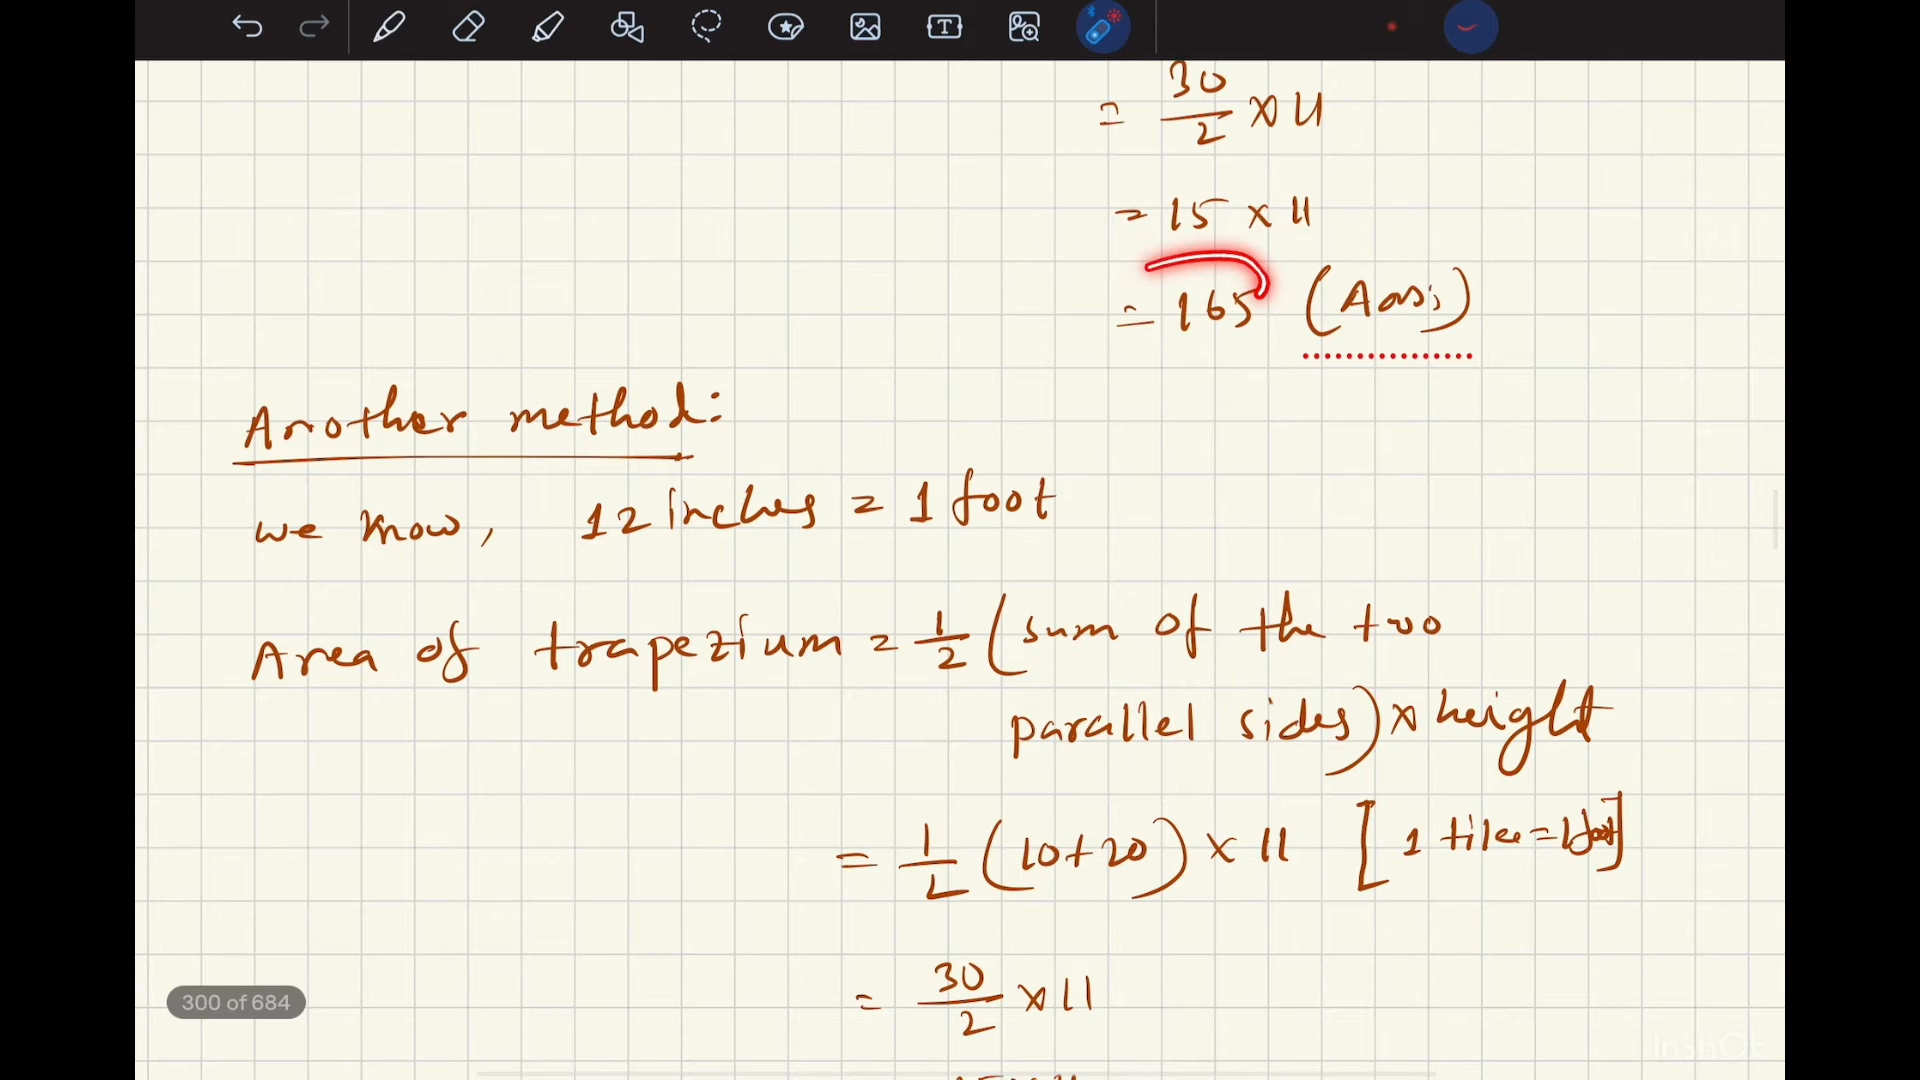 = 30/2 × 11
= 15 × 11
= 165 (Ans:)
Another method:
we know, 12 inches = 1 foot
Area of trapezium = 1/2 (sum of the two
parallel sides) × height
= 1/2 (10+20) × 11 [1 tiles = 1 foot]
= 30/2 × 11
300 of 684
InShOt